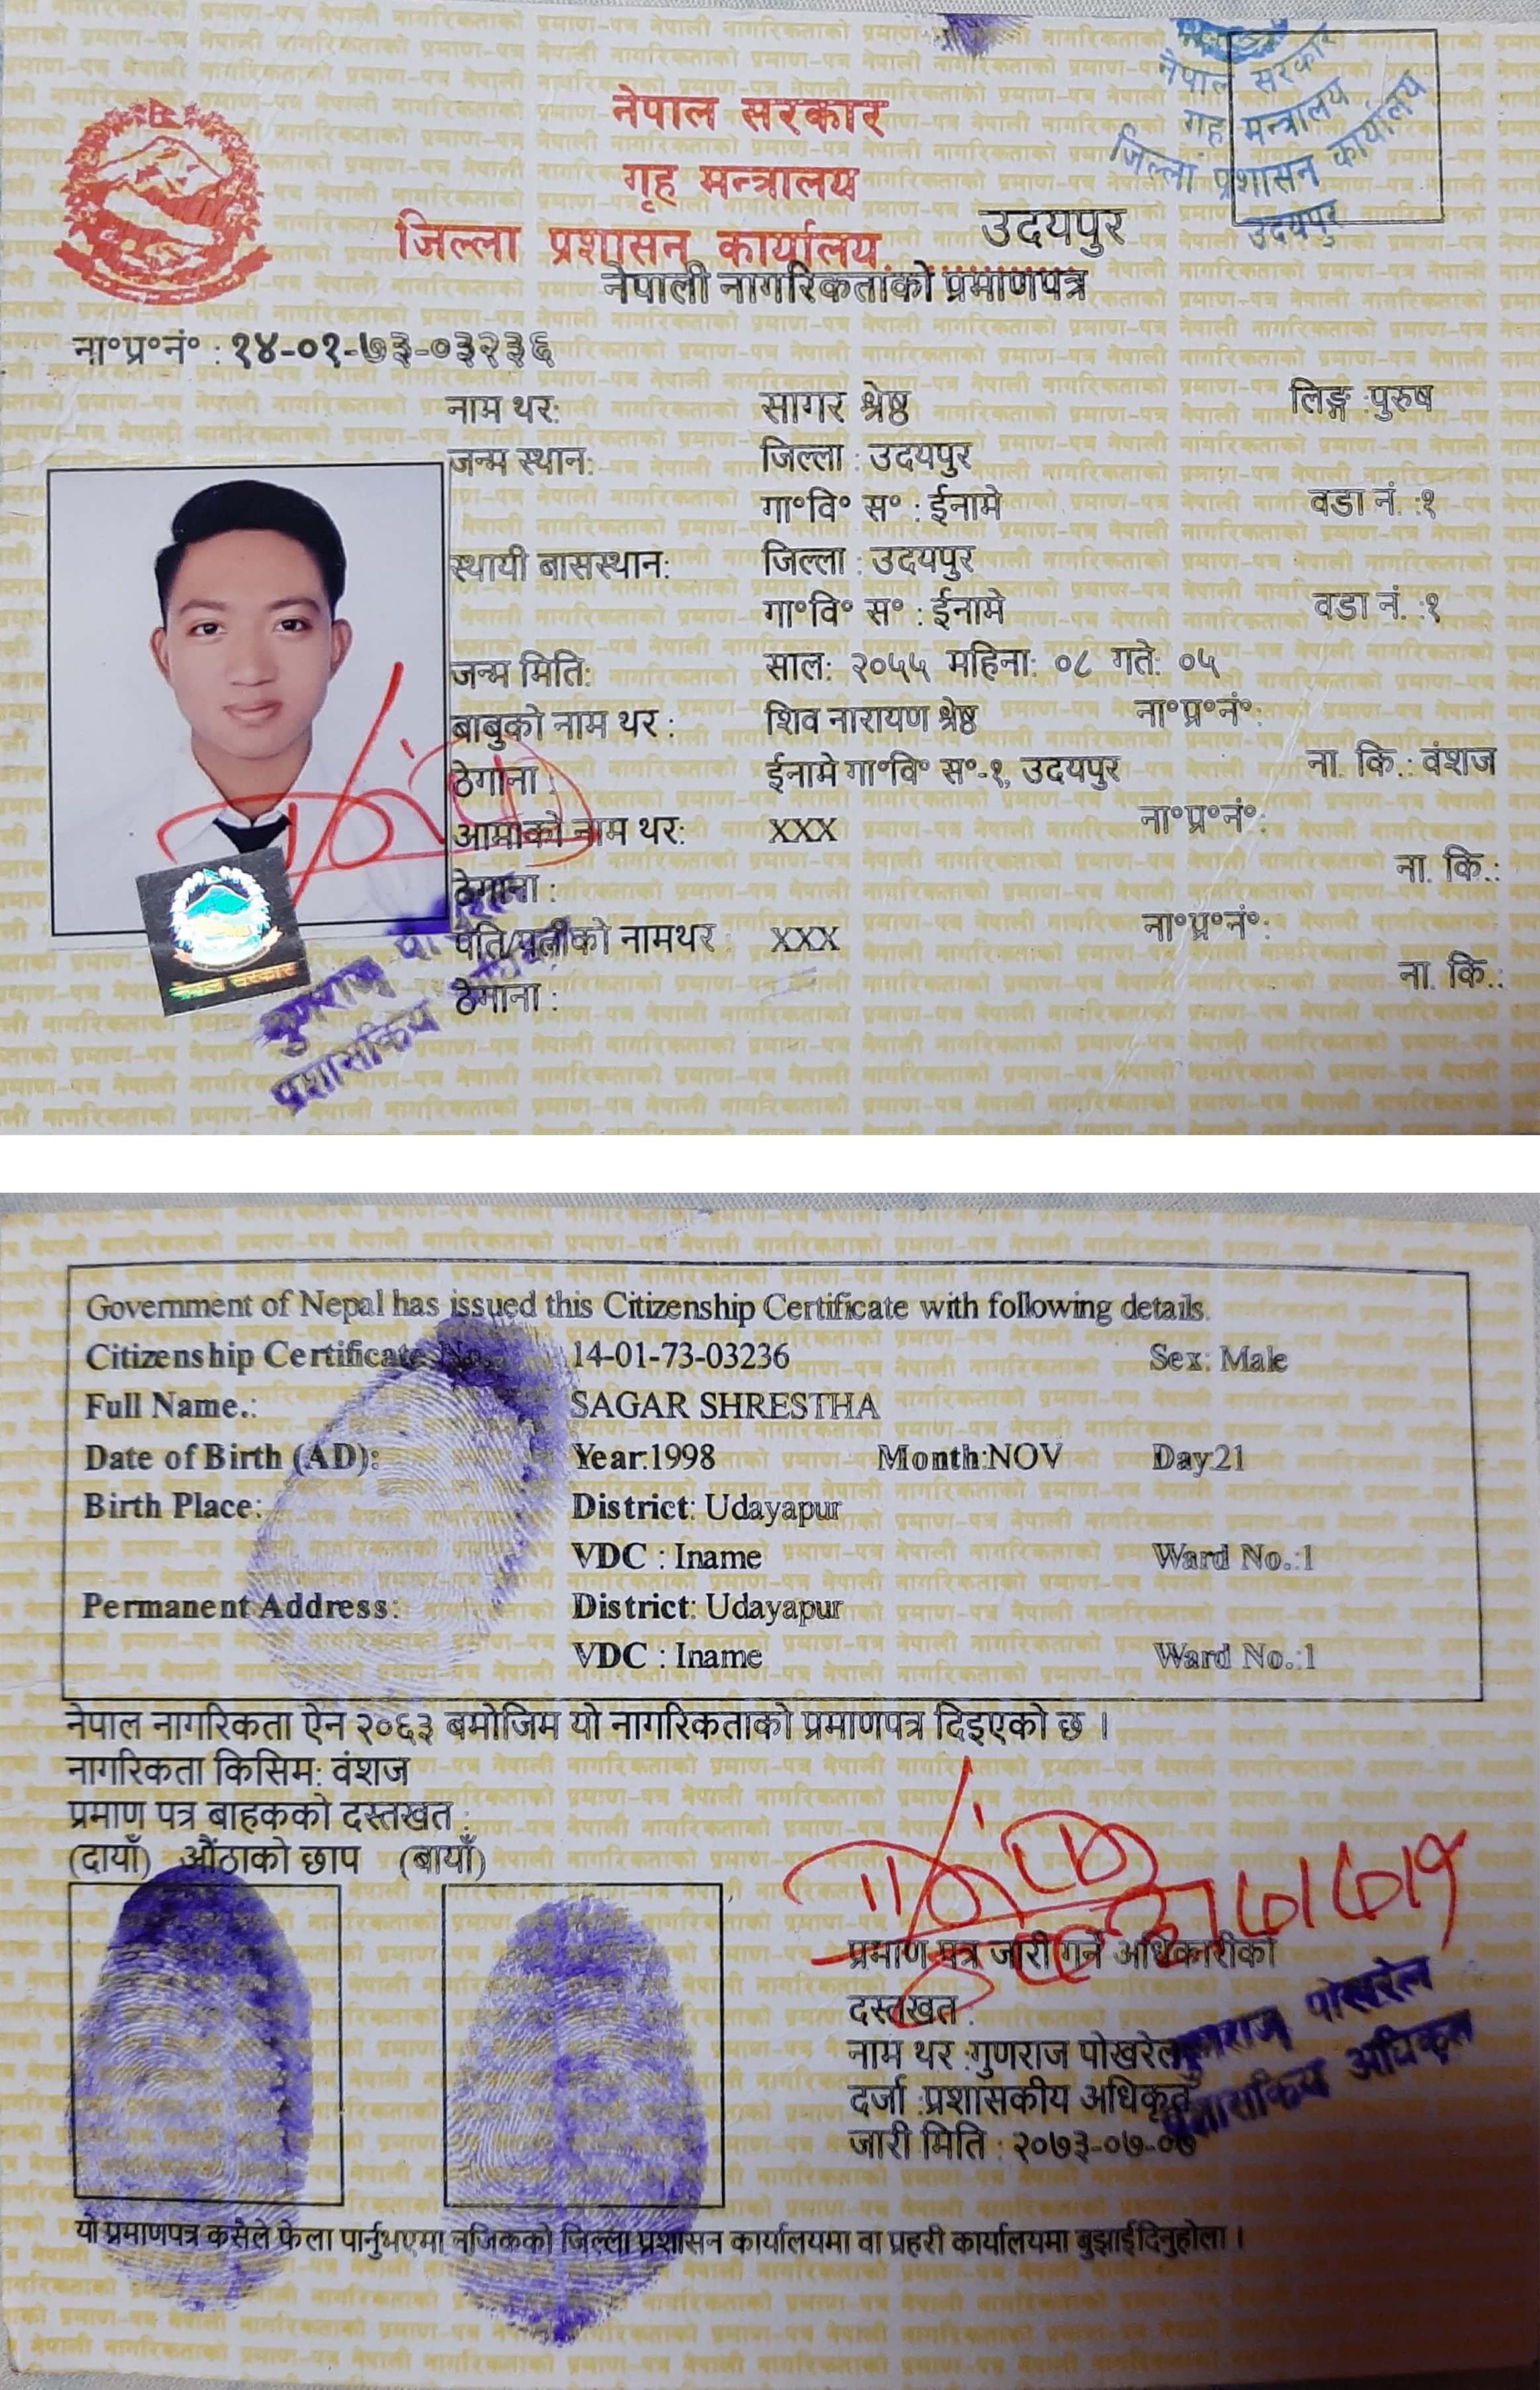 नेपाल सरकार
गृह मन्त्रालय
जिल्ला प्रशासन कार्यालय, उदयपुर
नेपाली नागरिकताको प्रमाणपत्र
नेपाल सरकार
गृह मन्त्रालय
जिल्ला प्रशासन कार्यालय
उदयपुर
ना॰प्र॰नं॰ : १४-०१-७३-०३२३६
नाम थर: सागर श्रेष्ठ लिङ्ग :पुरुष
जन्म स्थान: जिल्ला : उदयपुर
गा॰वि॰ स॰ : ईनामे वडा नं. :१
स्थायी बासस्थान: जिल्ला : उदयपुर
गा॰वि॰ स॰ : ईनामे वडा नं. :१
जन्म मिति: साल: २०५५ महिना: ०८ गते: ०५
बाबुको नाम थर : शिव नारायण श्रेष्ठ ना॰प्र॰नं॰:
ठेगाना : ईनामे गा॰वि॰ स॰-१, उदयपुर ना. कि.: वंशज
आमाको नाम थर: XXX ना॰प्र॰नं॰:
ठेगाना : ना. कि.:
पति/पत्नीको नामथर : XXX ना॰प्र॰नं॰:
ठेगाना : ना. कि.:
नेपाल सरकार
गुणराज
प्रशासकिय
Government of Nepal has issued this Citizenship Certificate with following details.
Citizenship Certificate No. 14-01-73-03236 Sex: Male
Full Name.: SAGAR SHRESTHA
Date of Birth (AD): Year:1998 Month:NOV Day:21
Birth Place: District: Udayapur
VDC : Iname Ward No.:1
Permanent Address: District: Udayapur
VDC : Iname Ward No.:1
नेपाल नागरिकता ऐन २०६३ बमोजिम यो नागरिकताको प्रमाणपत्र दिइएको छ ।
नागरिकता किसिम: वंशज
प्रमाण पत्र बाहकको दस्तखत :
(दायाँ) औंठाको छाप (बायाँ)
प्रमाण पत्र जारी गर्ने अधिकारीको
दस्तखत :
नाम थर :गुणराज पोखरेल
दर्जा :प्रशासकीय अधिकृत
जारी मिति : २०७३-०७-०७
गुणराज पोखरेल
प्रशासकिय अधिकृत
यो प्रमाणपत्र कसैले फेला पार्नुभएमा नजिकको जिल्ला प्रशासन कार्यालयमा वा प्रहरी कार्यालयमा बुझाईदिनुहोला ।